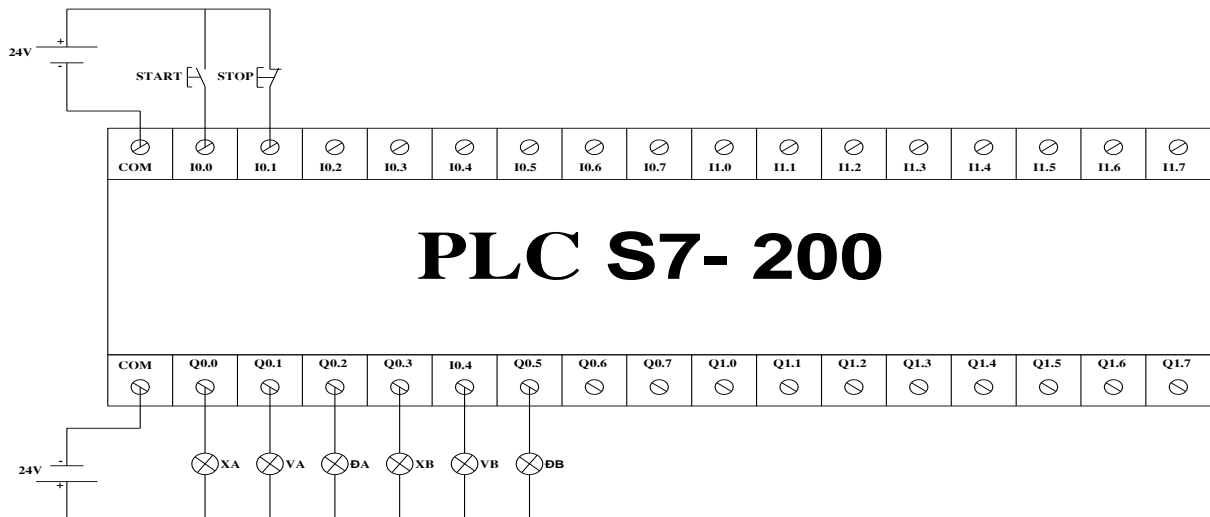 +
24V
-
START STOP
COM I0.0 I0.1 I0.2 I0.3 I0.4 I0.5 I0.6 I0.7 I1.0 I1.1 I1.2 I1.3 I1.4 I1.5 I1.6 I1.7
PLC S7- 200
COM Q0.0 Q0.1 Q0.2 Q0.3 I0.4 Q0.5 Q0.6 Q0.7 Q1.0 Q1.1 Q1.2 Q1.3 Q1.4 Q1.5 Q1.6 Q1.7
-
24V
+
XA VA ĐA XB VB ĐB